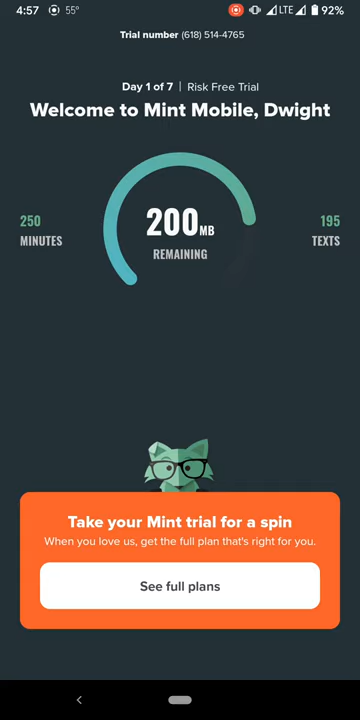 4:57 55° LTE 92%
Trial number (618) 514-4765
Day 1 of 7 | Risk Free Trial
Welcome to Mint Mobile, Dwight
250
MINUTES
200MB
REMAINING
195
TEXTS
Take your Mint trial for a spin
When you love us, get the full plan that's right for you.
See full plans